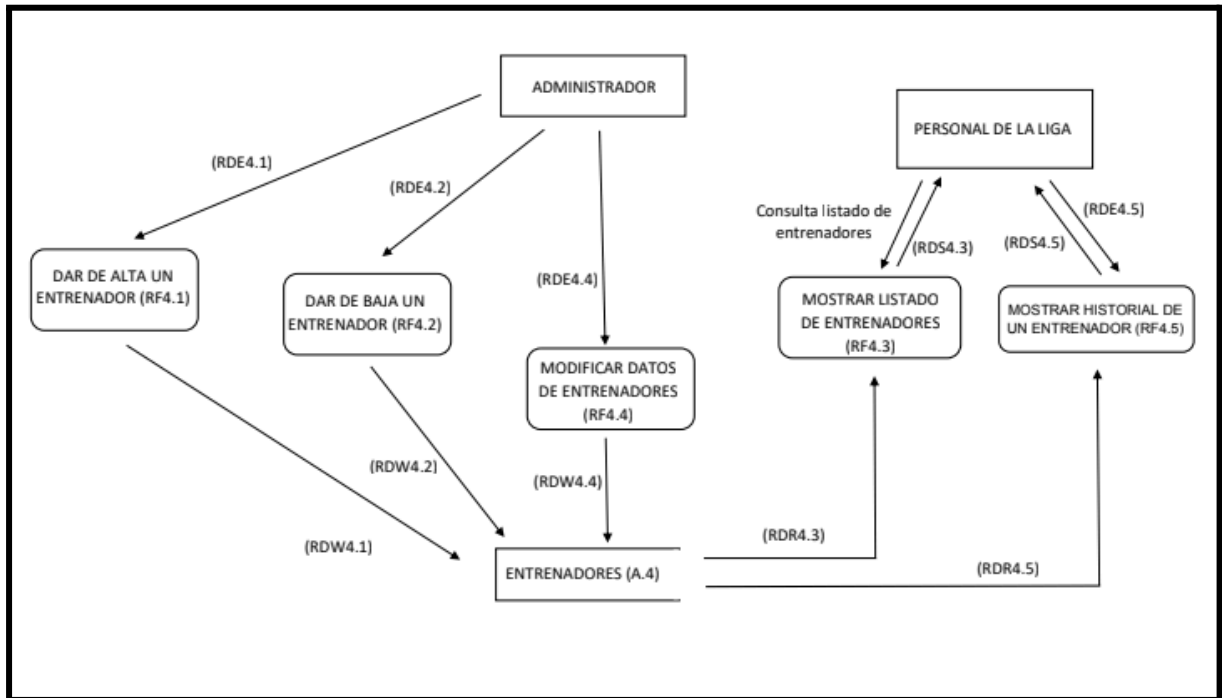 ADMINISTRADOR
PERSONAL DE LA LIGA
(RDE4.1)
(RDE4.2)
(RDE4.4)
Consulta listado de
entrenadores
(RDS4.3)
(RDS4.5)
(RDE4.5)
DAR DE ALTA UN
ENTRENADOR (RF4.1)
DAR DE BAJA UN
ENTRENADOR (RF4.2)
MODIFICAR DATOS
DE ENTRENADORES
(RF4.4)
MOSTRAR LISTADO
DE ENTRENADORES
(RF4.3)
MOSTRAR HISTORIAL DE
UN ENTRENADOR (RF4.5)
(RDW4.1)
(RDW4.2)
(RDW4.4)
ENTRENADORES (A.4)
(RDR4.3)
(RDR4.5)